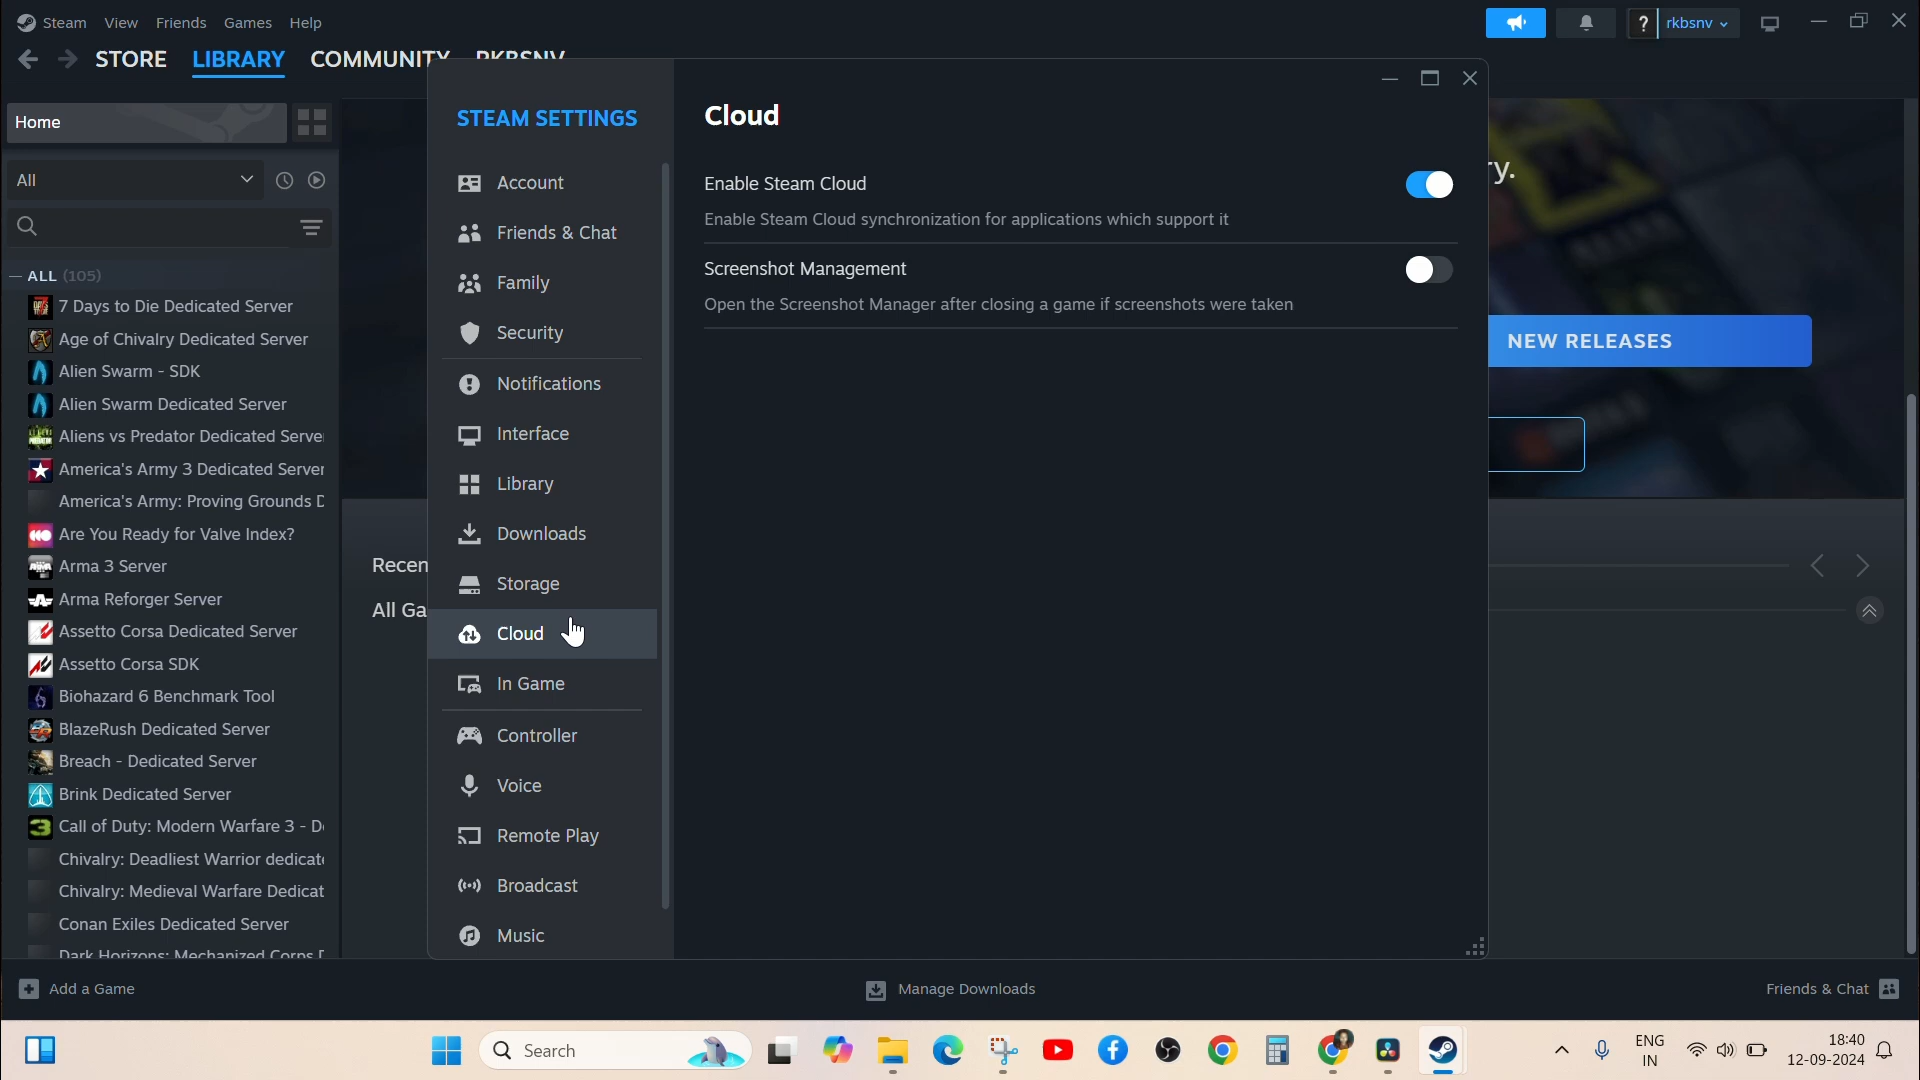 Steam View Friends Games Help
? rkbsnv
STORE LIBRARY COMMUNITY RKBSNV
Home
All
ALL (105)
7 Days to Die Dedicated Server
Age of Chivalry Dedicated Server
Alien Swarm - SDK
Alien Swarm Dedicated Server
Aliens vs Predator Dedicated Serve
America's Army 3 Dedicated Server
America's Army: Proving Grounds D
Are You Ready for Valve Index?
Arma 3 Server
Arma Reforger Server
Assetto Corsa Dedicated Server
Assetto Corsa SDK
Biohazard 6 Benchmark Tool
BlazeRush Dedicated Server
Breach - Dedicated Server
Brink Dedicated Server
Call of Duty: Modern Warfare 3 - D
Chivalry: Deadliest Warrior dedicat
Chivalry: Medieval Warfare Dedicat
Conan Exiles Dedicated Server
Dark Horizons: Mechanized Corps D
STEAM SETTINGS
Account
Friends & Chat
Family
Security
Notifications
Interface
Library
Downloads
Storage
Cloud
In Game
Controller
Voice
Remote Play
Broadcast
Music
Cloud
Enable Steam Cloud
Enable Steam Cloud synchronization for applications which support it
Screenshot Management
Open the Screenshot Manager after closing a game if screenshots were taken
ry.
NEW RELEASES
Recen
All Ga
Add a Game
Manage Downloads
Friends & Chat
Search
ENG
IN
18:40
12-09-2024